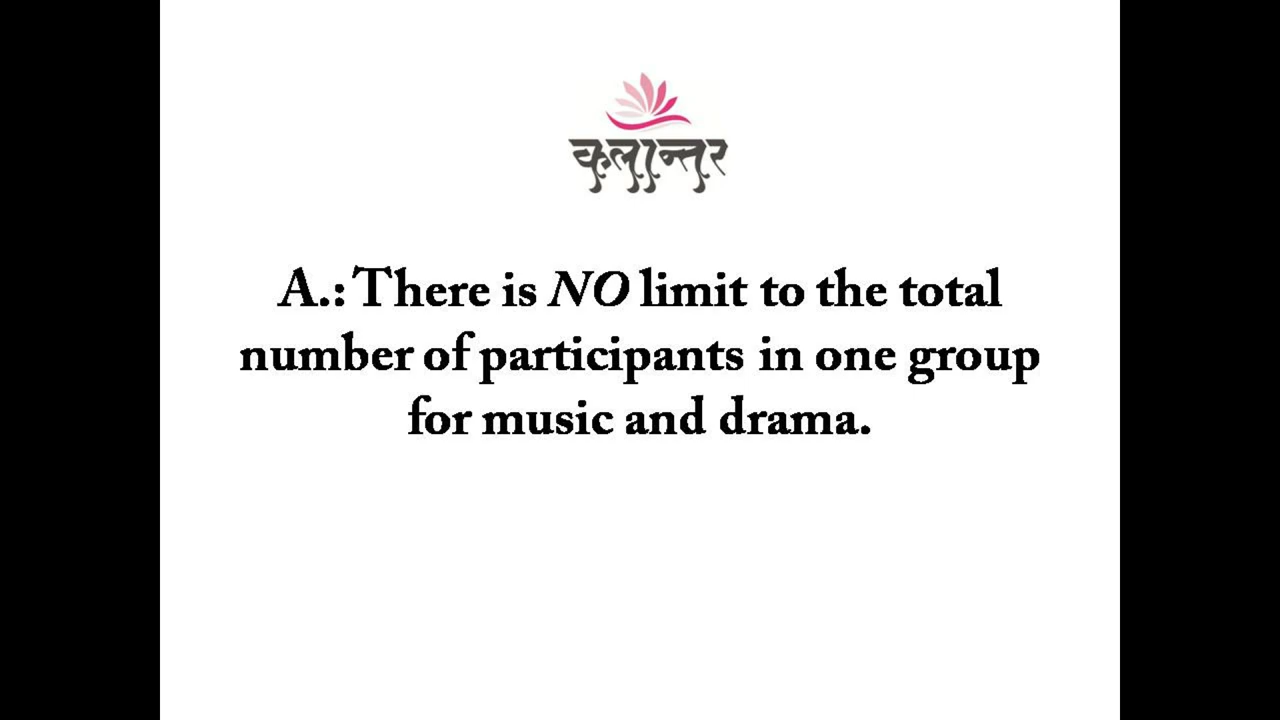 कलान्तर
A.: There is NO limit to the total
number of participants in one group
for music and drama.